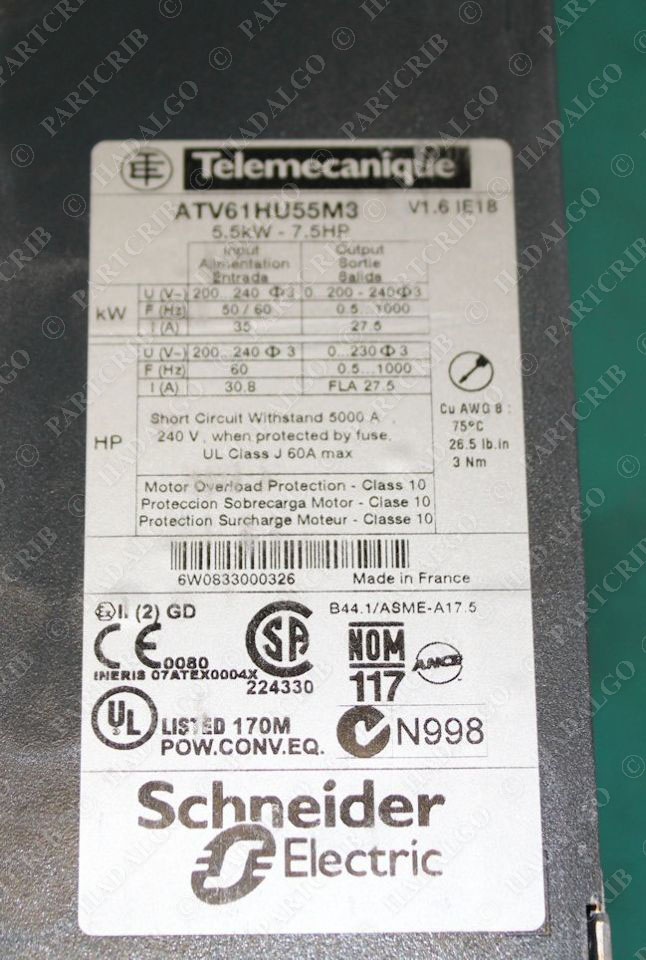 Telemecanique
ATV61HU55M3 V1.6 IE18
5.5kW - 7.5HP
Input Output
Alimentation Sortie
Entrada Salida
kW
U (V~) 200...240 Φ 3 0...200 - 240 Φ 3
F (Hz) 50 / 60 0.5...1000
I (A) 35 27.5
HP
U (V~) 200...240 Φ 3 0...230 Φ 3
F (Hz) 60 0.5...1000
I (A) 30.8 FLA 27.5
Short Circuit Withstand 5000 A,
240 V, when protected by fuse,
UL Class J 60A max
Cu AWG 8 :
75°C
26.5 lb.in
3 Nm
Motor Overload Protection - Class 10
Proteccion Sobrecarga Motor - Clase 10
Protection Surcharge Moteur - Classe 10
6W0833000326 Made in France
Ex I. (2) GD
CE 0080
INERIS 07ATEX0004X
SA
224330
B44.1/ASME-A17.5
NOM
117
ANCE
UL LISTED 170M
POW.CONV.EQ.
N998
Schneider
Electric
© PARTCRIB
© HADALGO